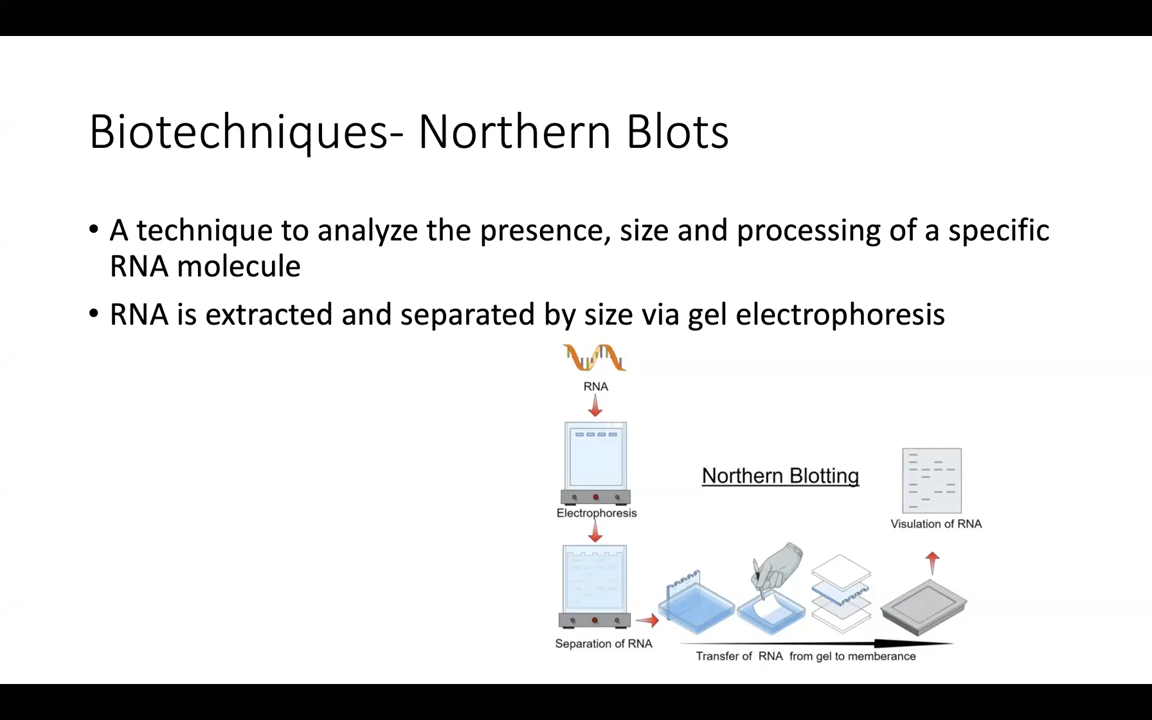 Biotechniques- Northern Blots
• A technique to analyze the presence, size and processing of a specific
RNA molecule
• RNA is extracted and separated by size via gel electrophoresis
RNA
Electrophoresis
Separation of RNA
Northern Blotting
Transfer of RNA from gel to memberance
Visulation of RNA